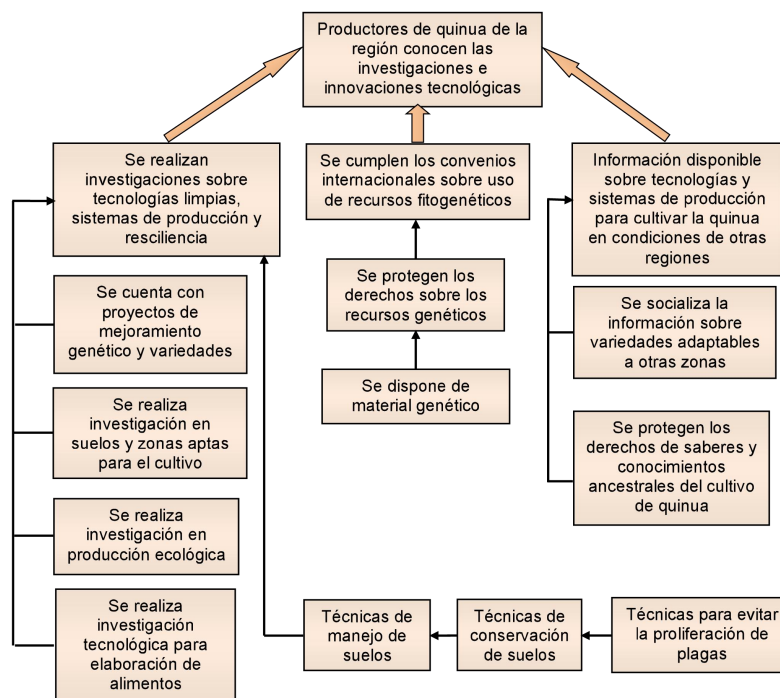 Productores de quinua de la
región conocen las
investigaciones e
innovaciones tecnológicas
Se realizan
investigaciones sobre
tecnologías limpias,
sistemas de producción y
resciliencia
Se cuenta con
proyectos de
mejoramiento
genético y variedades
Se realiza
investigación en
suelos y zonas aptas
para el cultivo
Se realiza
investigación en
producción ecológica
Se realiza
investigación
tecnológica para
elaboración de
alimentos
Se cumplen los convenios
internacionales sobre uso
de recursos fitogenéticos
Se protegen los
derechos sobre los
recursos genéticos
Se dispone de
material genético
Información disponible
sobre tecnologías y
sistemas de producción
para cultivar la quinua
en condiciones de otras
regiones
Se socializa la
información sobre
variedades adaptables
a otras zonas
Se protegen los
derechos de saberes y
conocimientos
ancestrales del cultivo
de quinua
Técnicas de
manejo de
suelos
Técnicas de
conservación
de suelos
Técnicas para evitar
la proliferación de
plagas